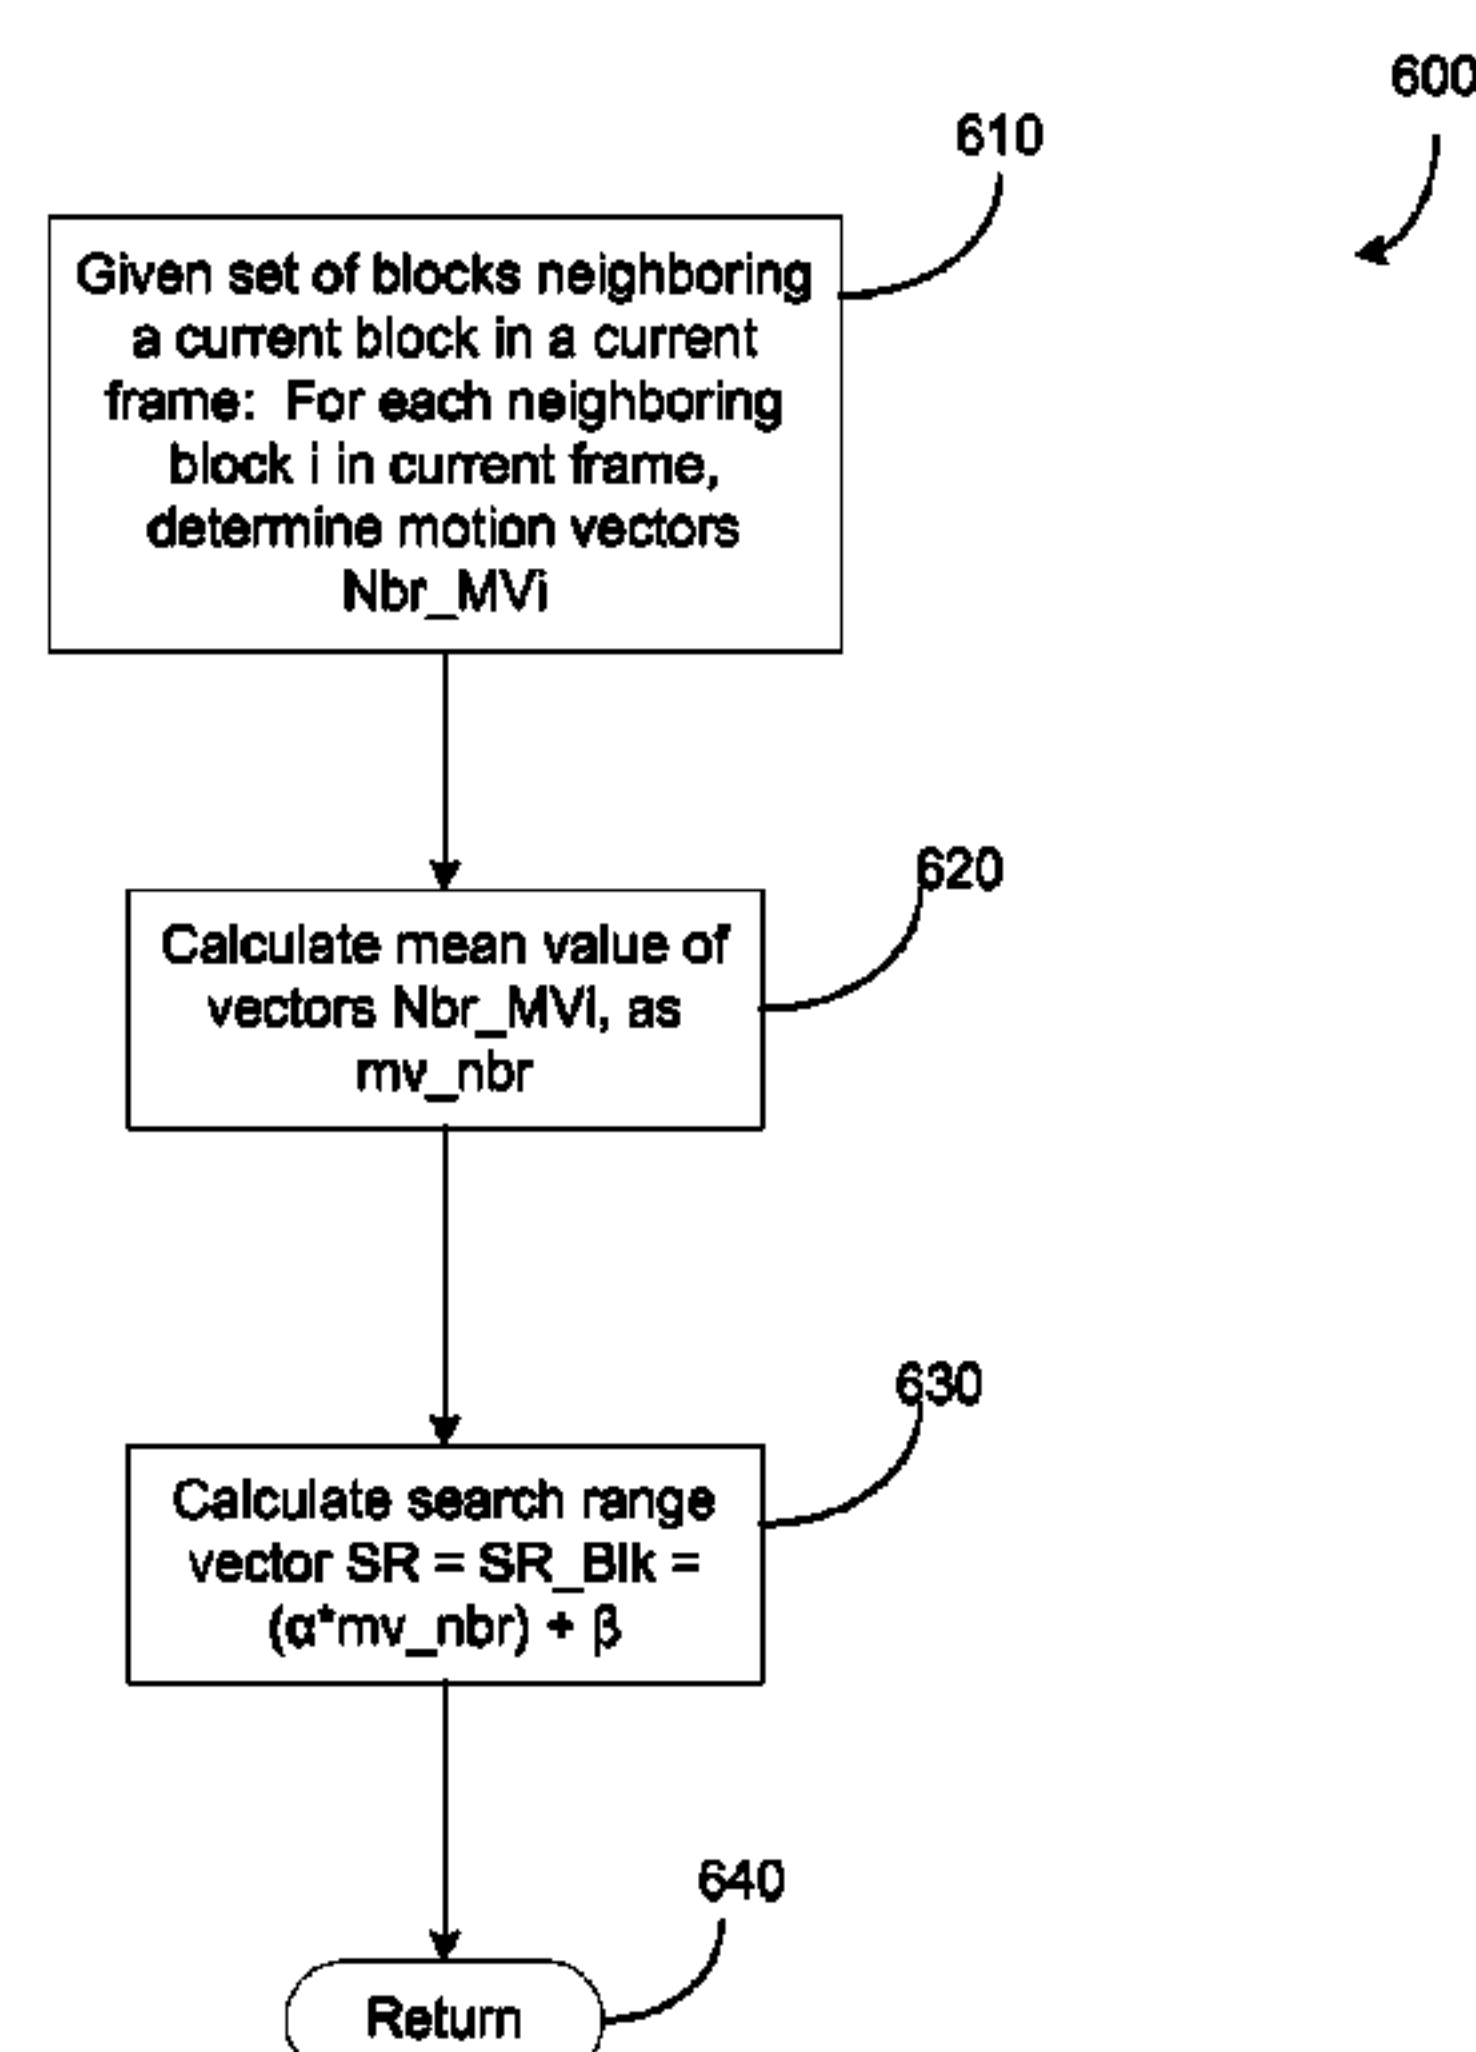 600
610
Given set of blocks neighboring
a current block in a current
frame:  For each neighboring
block i in current frame,
determine motion vectors
Nbr_MVi
620
Calculate mean value of
vectors Nbr_MVi, as
mv_nbr
630
Calculate search range
vector SR = SR_Blk =
(α*mv_nbr) + β
640
Return